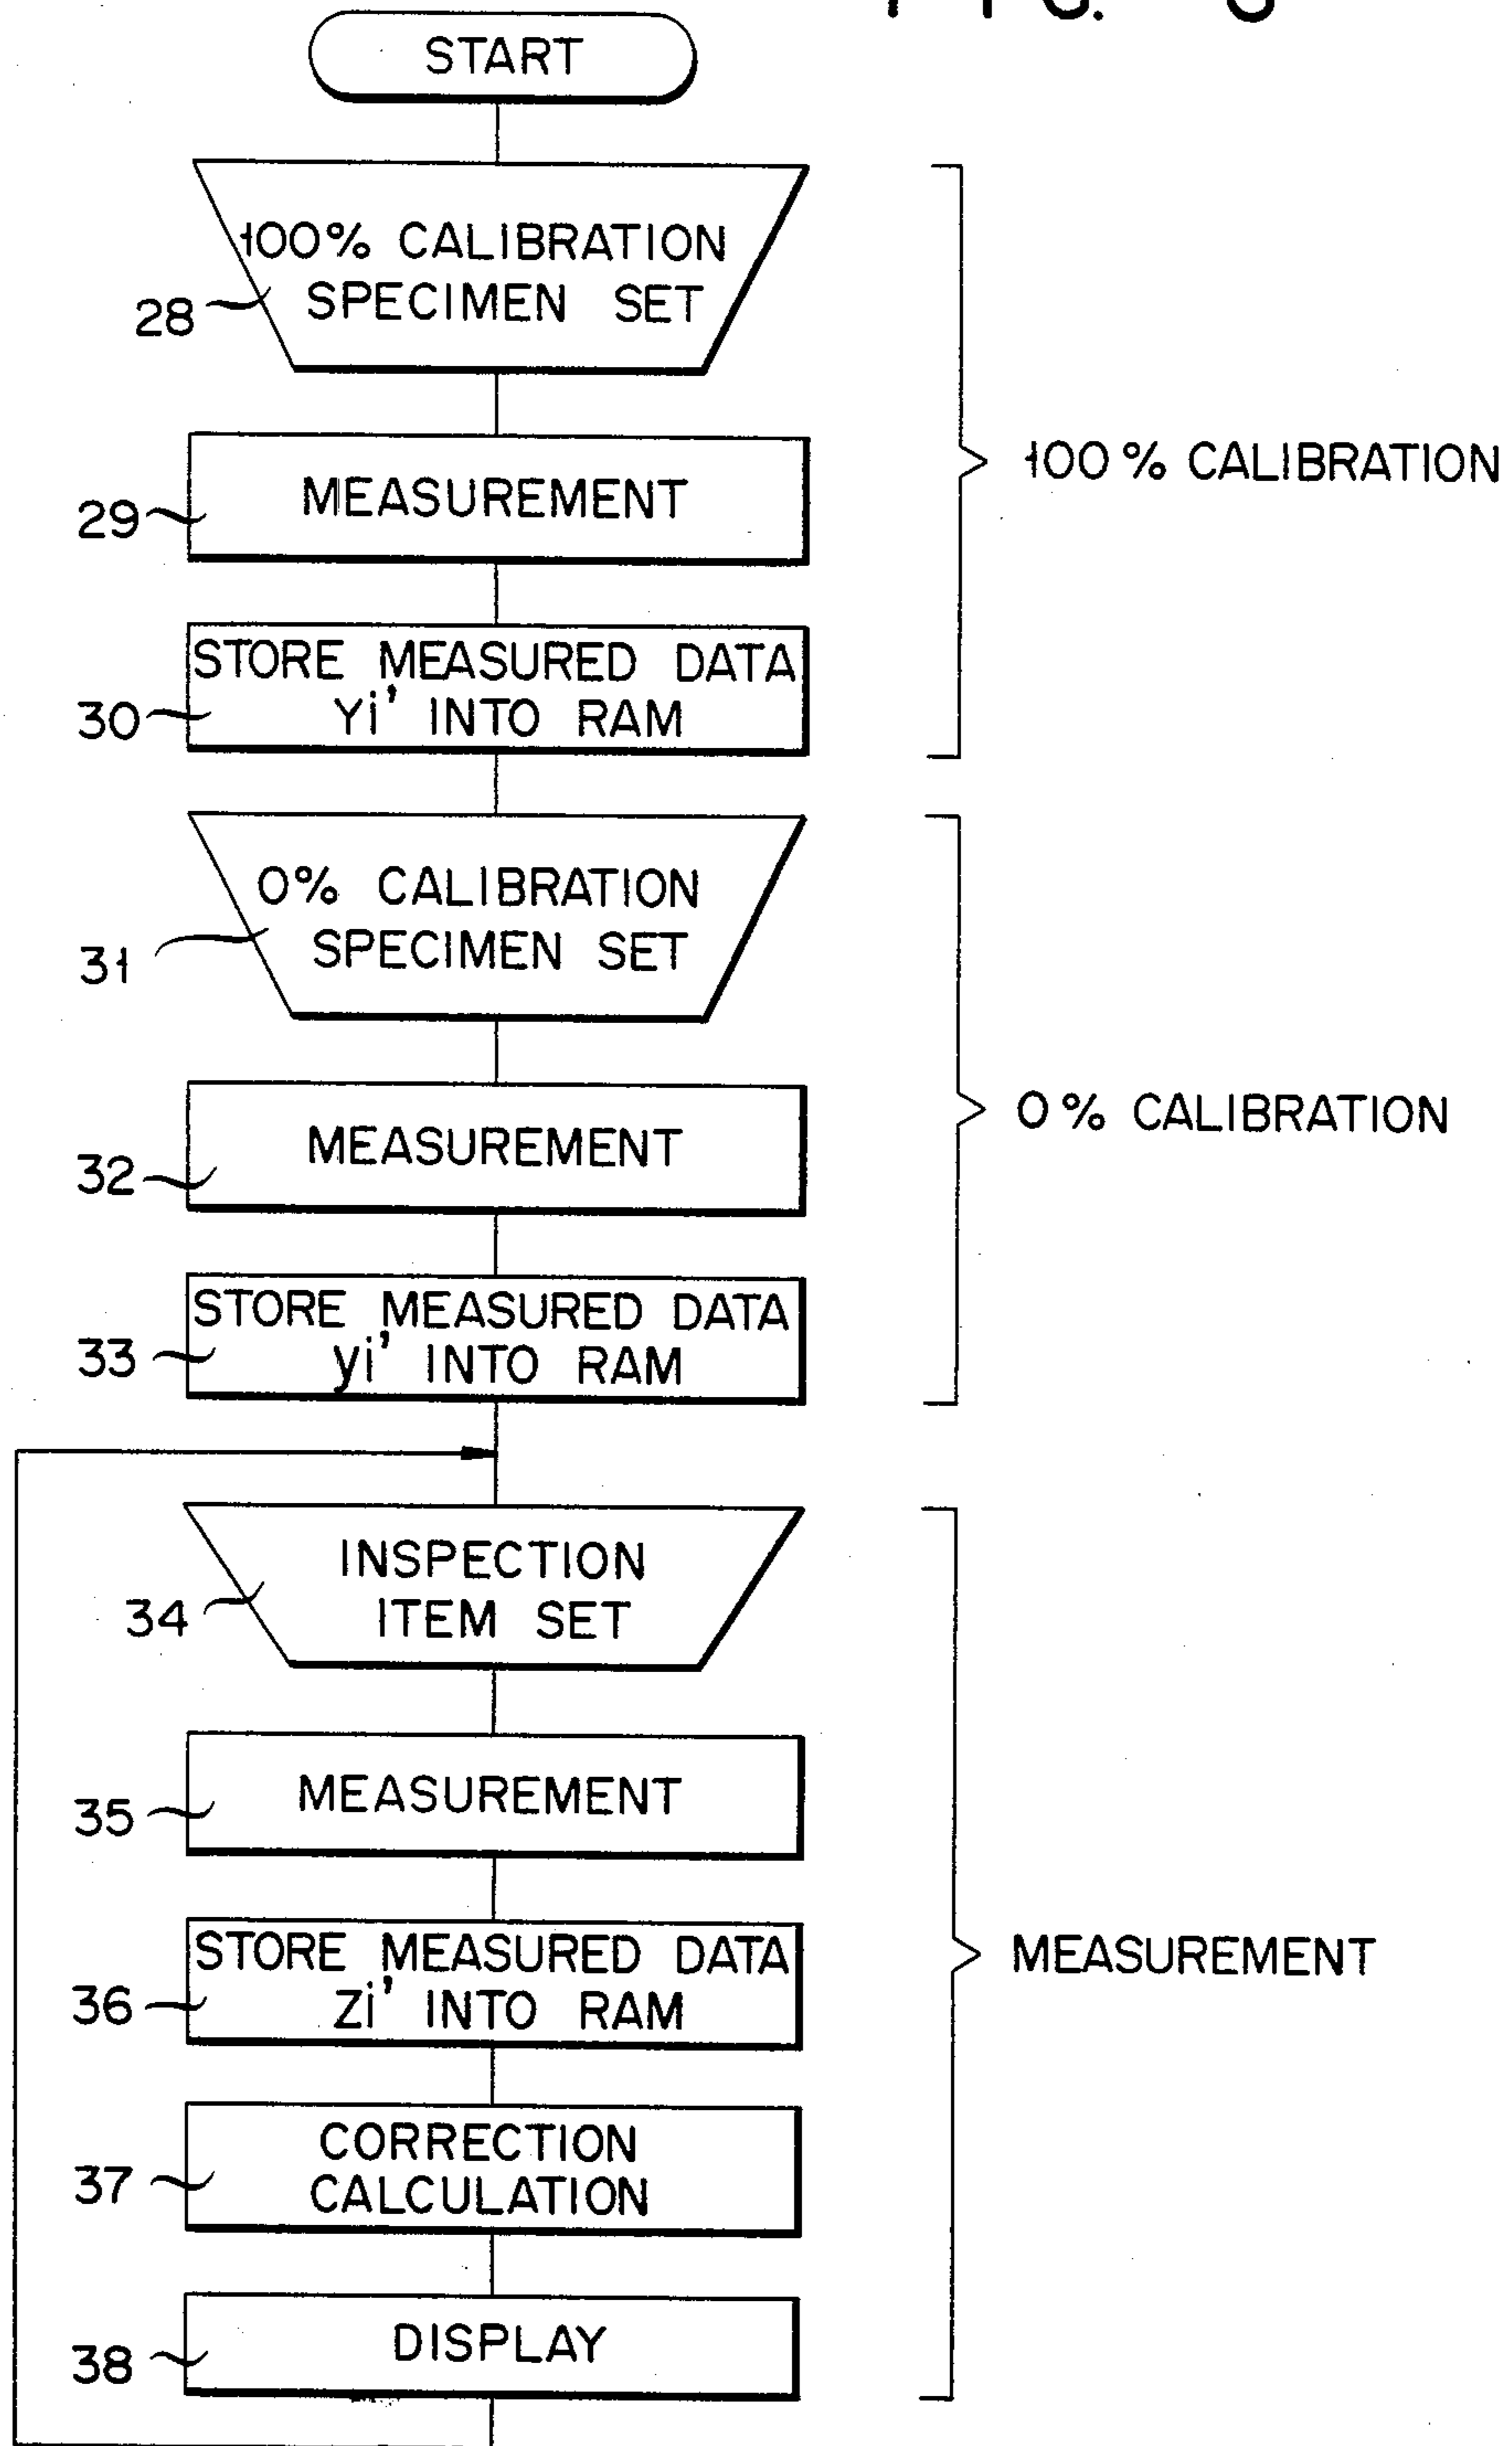 START
100% CALIBRATION
SPECIMEN SET
28
MEASUREMENT
29
100% CALIBRATION
STORE MEASURED DATA
Yi' INTO RAM
30
0% CALIBRATION
SPECIMEN SET
31
MEASUREMENT
32
0% CALIBRATION
STORE MEASURED DATA
yi' INTO RAM
33
INSPECTION
ITEM SET
34
MEASUREMENT
35
STORE MEASURED DATA
Zi' INTO RAM
36
MEASUREMENT
CORRECTION
CALCULATION
37
DISPLAY
38